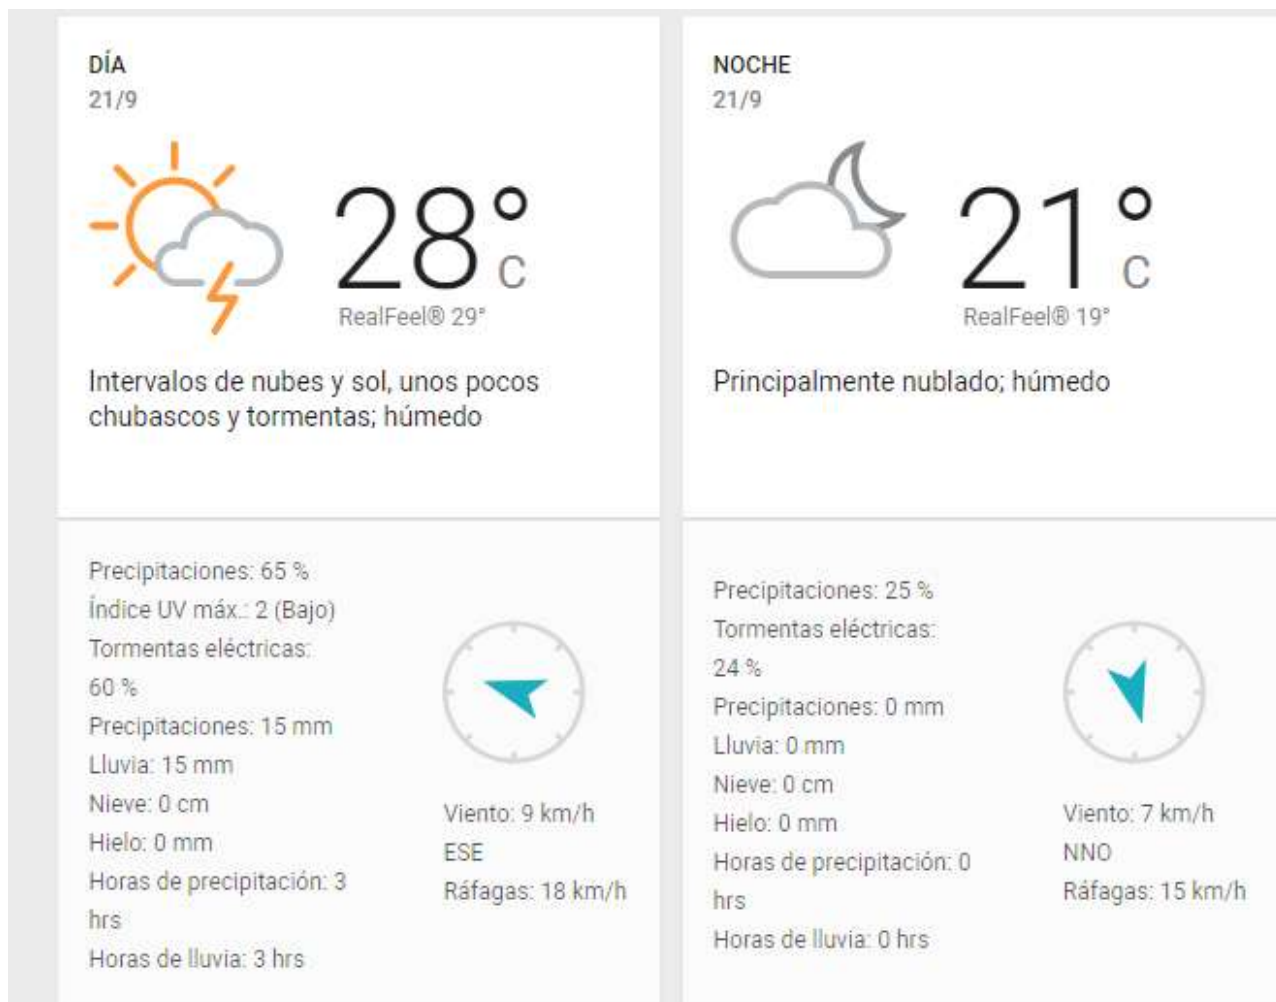 DÍA
21/9
28°
C
RealFeel® 29°
Intervalos de nubes y sol, unos pocos
chubascos y tormentas; húmedo
Precipitaciones: 65 %
Índice UV máx.: 2 (Bajo)
Tormentas eléctricas:
60 %
Precipitaciones: 15 mm
Lluvia: 15 mm
Nieve: 0 cm
Hielo: 0 mm
Horas de precipitación: 3
hrs
Horas de lluvia: 3 hrs
Viento: 9 km/h
ESE
Ráfagas: 18 km/h
NOCHE
21/9
21°
C
RealFeel® 19°
Principalmente nublado; húmedo
Precipitaciones: 25 %
Tormentas eléctricas:
24 %
Precipitaciones: 0 mm
Lluvia: 0 mm
Nieve: 0 cm
Hielo: 0 mm
Horas de precipitación: 0
hrs
Horas de lluvia: 0 hrs
Viento: 7 km/h
NNO
Ráfagas: 15 km/h